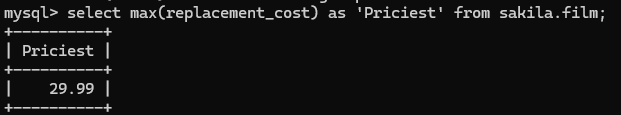 mysql> select max(replacement_cost) as 'Priciest' from sakila.film;
+----------+
| Priciest |
+----------+
|    29.99 |
+----------+